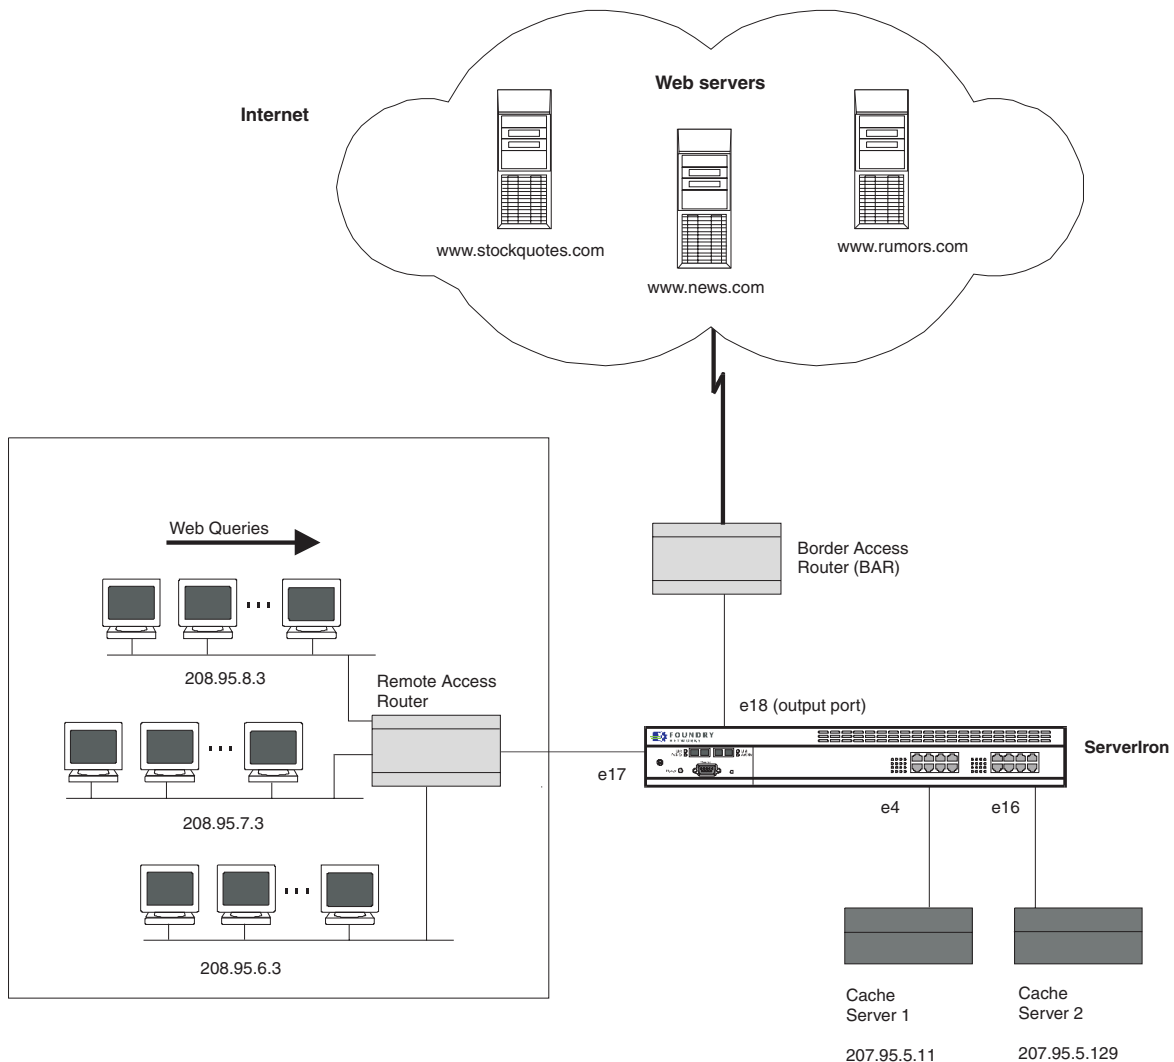 Internet
Web servers
www.stockquotes.com
www.news.com
www.rumors.com
Web Queries
208.95.8.3
208.95.7.3
208.95.6.3
Remote Access
Router
Border Access
Router (BAR)
e18 (output port)
FOUNDRY
NETWORKS
ServerIron
e17
e4
e16
Cache
Server 1
207.95.5.11
Cache
Server 2
207.95.5.129